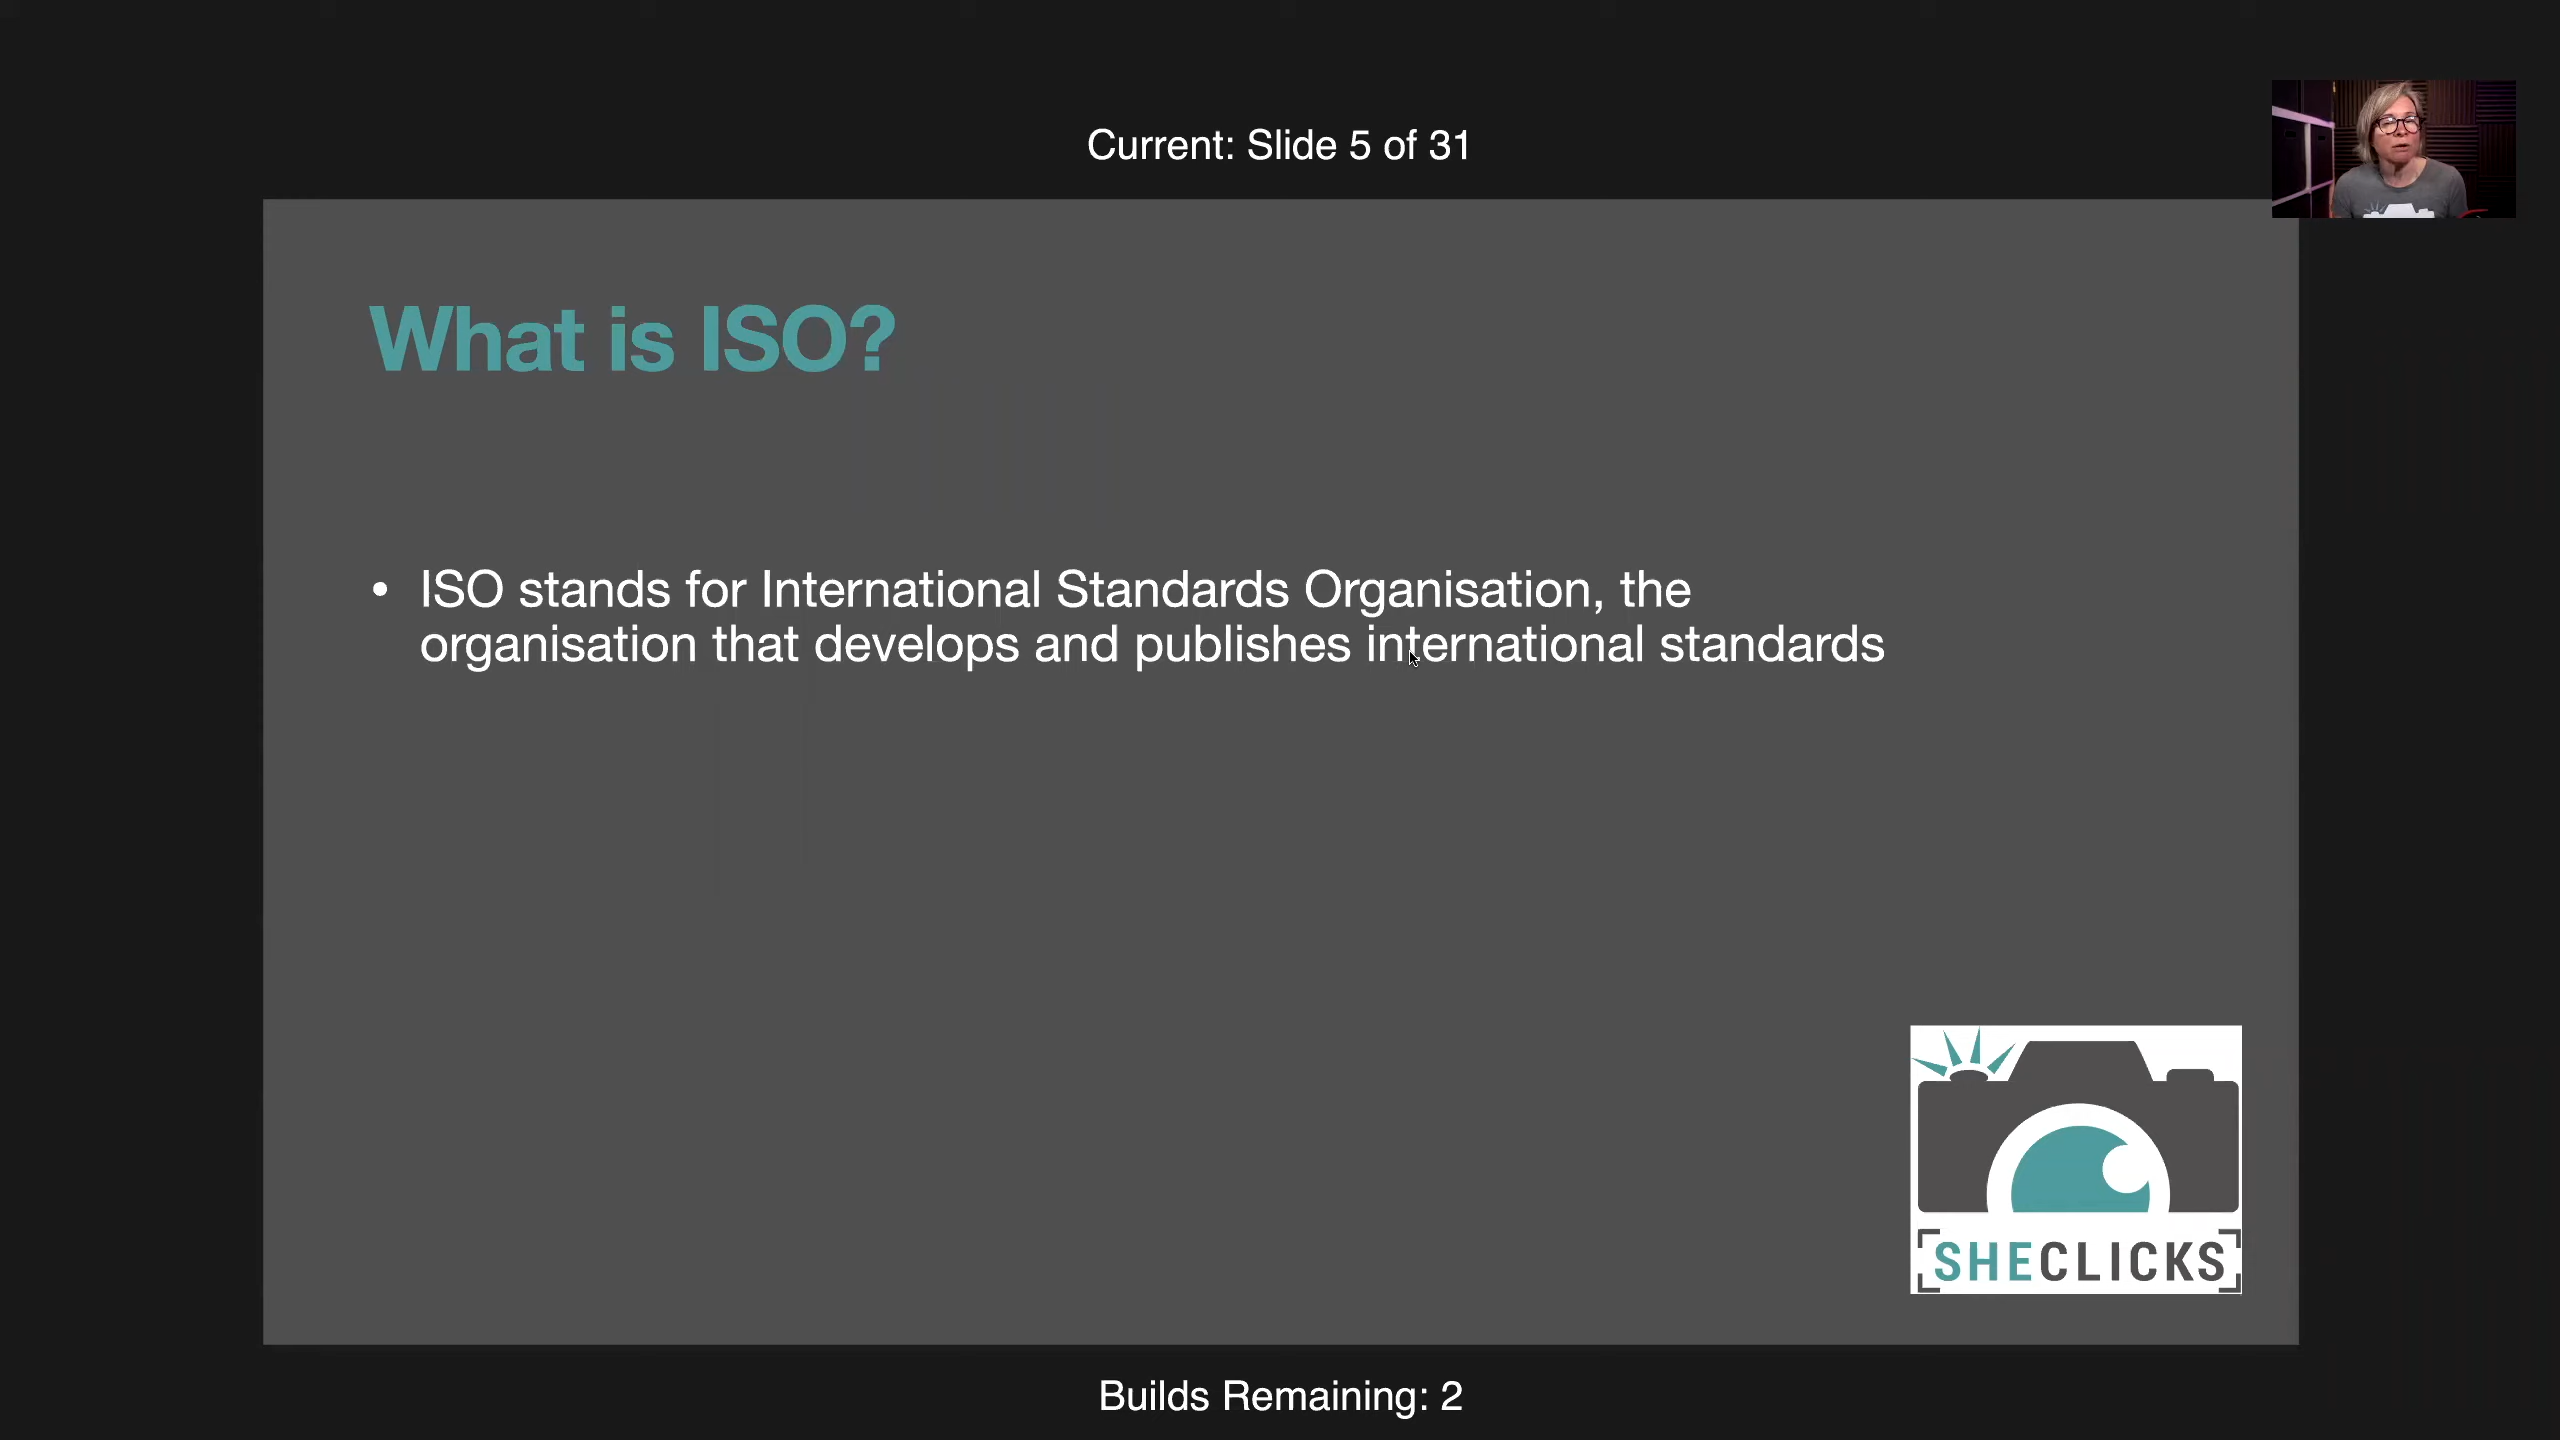 Current: Slide 5 of 31
What is ISO?
• ISO stands for International Standards Organisation, the
organisation that develops and publishes international standards
SHECLICKS
Builds Remaining: 2